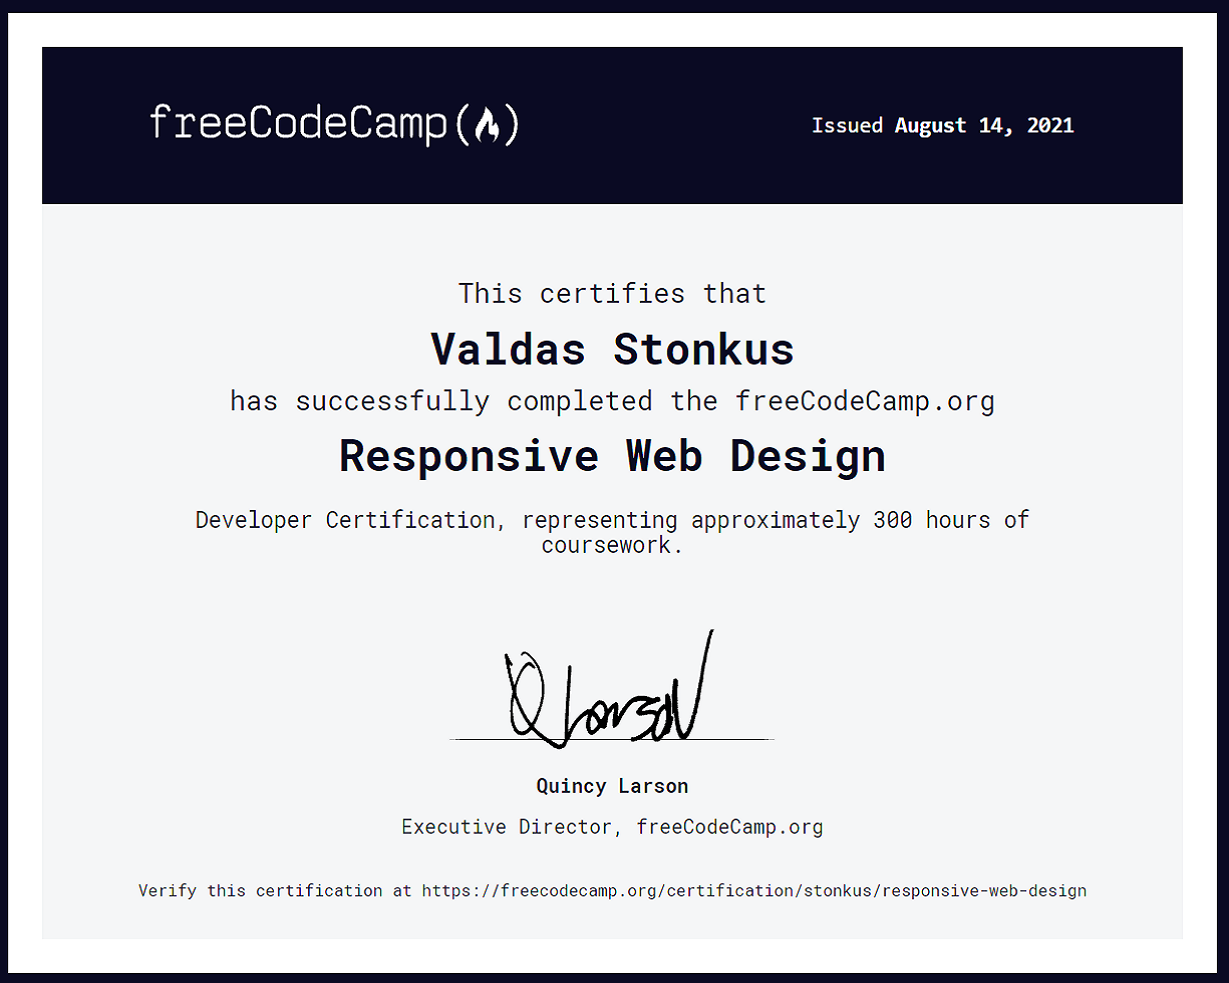 freeCodeCamp(🔥)
Issued August 14, 2021
This certifies that
Valdas Stonkus
has successfully completed the freeCodeCamp.org
Responsive Web Design
Developer Certification, representing approximately 300 hours of
coursework.
Q Larson
Quincy Larson
Executive Director, freeCodeCamp.org
Verify this certification at https://freecodecamp.org/certification/stonkus/responsive-web-design